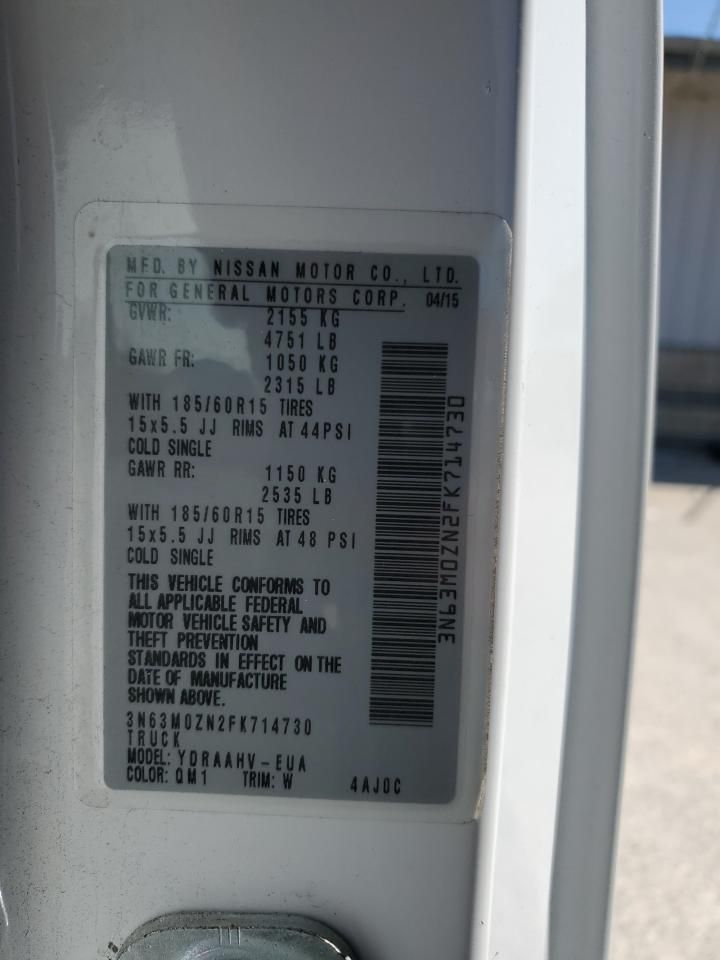 MFD. BY NISSAN MOTOR CO., LTD.
FOR GENERAL MOTORS CORP. 04/15
GVWR: 2155 KG
4751 LB
GAWR FR: 1050 KG
2315 LB
WITH 185/60R15 TIRES
15x5.5 JJ RIMS AT 44PSI
COLD SINGLE
GAWR RR: 1150 KG
2535 LB
WITH 185/60R15 TIRES
15x5.5 JJ RIMS AT 48 PSI
COLD SINGLE
THIS VEHICLE CONFORMS TO
ALL APPLICABLE FEDERAL
MOTOR VEHICLE SAFETY AND
THEFT PREVENTION
STANDARDS IN EFFECT ON THE
DATE OF MANUFACTURE
SHOWN ABOVE.
3N63M0ZN2FK714730
TRUCK
MODEL: YDRAAHV-EUA
COLOR: QM1 TRIM: W 4AJ0C
3N63M0ZN2FK714730